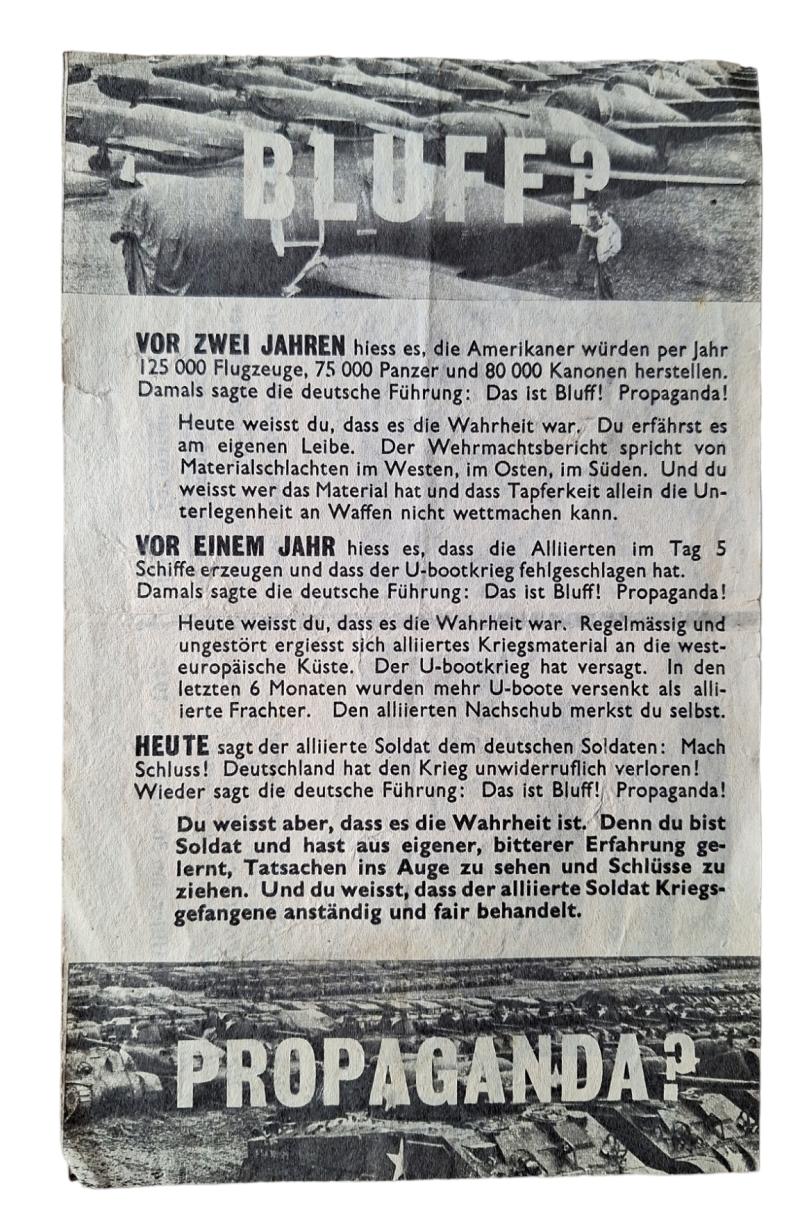 BLUFF?
VOR ZWEI JAHREN hiess es, die Amerikaner würden per Jahr
125 000 Flugzeuge, 75 000 Panzer und 80 000 Kanonen herstellen.
Damals sagte die deutsche Führung: Das ist Bluff! Propaganda!
Heute weisst du, dass es die Wahrheit war. Du erfährst es
am eigenen Leibe. Der Wehrmachtsbericht spricht von
Materialschlachten im Westen, im Osten, im Süden. Und du
weisst wer das Material hat und dass Tapferkeit allein die Un-
terlegenheit an Waffen nicht wettmachen kann.
VOR EINEM JAHR hiess es, dass die Alliierten im Tag 5
Schiffe erzeugen und dass der U-bootkrieg fehlgeschlagen hat.
Damals sagte die deutsche Führung: Das ist Bluff! Propaganda!
Heute weisst du, dass es die Wahrheit war. Regelmässig und
ungestört ergiesst sich alliiertes Kriegsmaterial an die west-
europäische Küste. Der U-bootkrieg hat versagt. In den
letzten 6 Monaten wurden mehr U-boote versenkt als alli-
ierte Frachter. Den alliierten Nachschub merkst du selbst.
HEUTE sagt der alliierte Soldat dem deutschen Soldaten: Mach
Schluss! Deutschland hat den Krieg unwiderruflich verloren!
Wieder sagt die deutsche Führung: Das ist Bluff! Propaganda!
Du weisst aber, dass es die Wahrheit ist. Denn du bist
Soldat und hast aus eigener, bitterer Erfahrung ge-
lernt, Tatsachen ins Auge zu sehen und Schlüsse zu
ziehen. Und du weisst, dass der alliierte Soldat Kriegs-
gefangene anständig und fair behandelt.
PROPAGANDA?